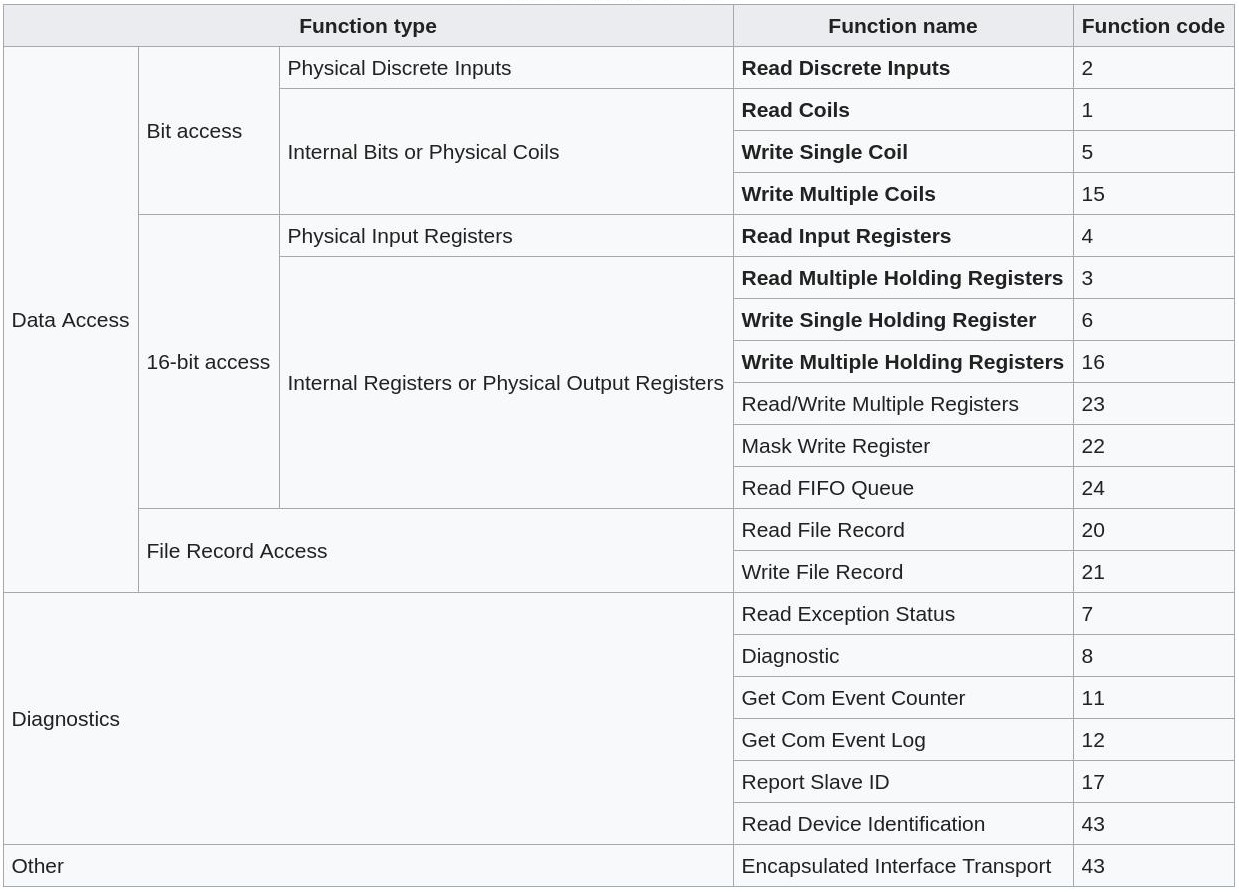 Function type Function name Function code
Physical Discrete Inputs Read Discrete Inputs 2
Read Coils 1
Bit access
Internal Bits or Physical Coils Write Single Coil 5
Write Multiple Coils 15
Physical Input Registers Read Input Registers 4
Read Multiple Holding Registers 3
Data Access Write Single Holding Register 6
16-bit access Write Multiple Holding Registers 16
Internal Registers or Physical Output Registers
Read/Write Multiple Registers 23
Mask Write Register 22
Read FIFO Queue 24
Read File Record 20
File Record Access
Write File Record 21
Read Exception Status 7
Diagnostic 8
Get Com Event Counter 11
Diagnostics
Get Com Event Log 12
Report Slave ID 17
Read Device Identification 43
Other Encapsulated Interface Transport 43